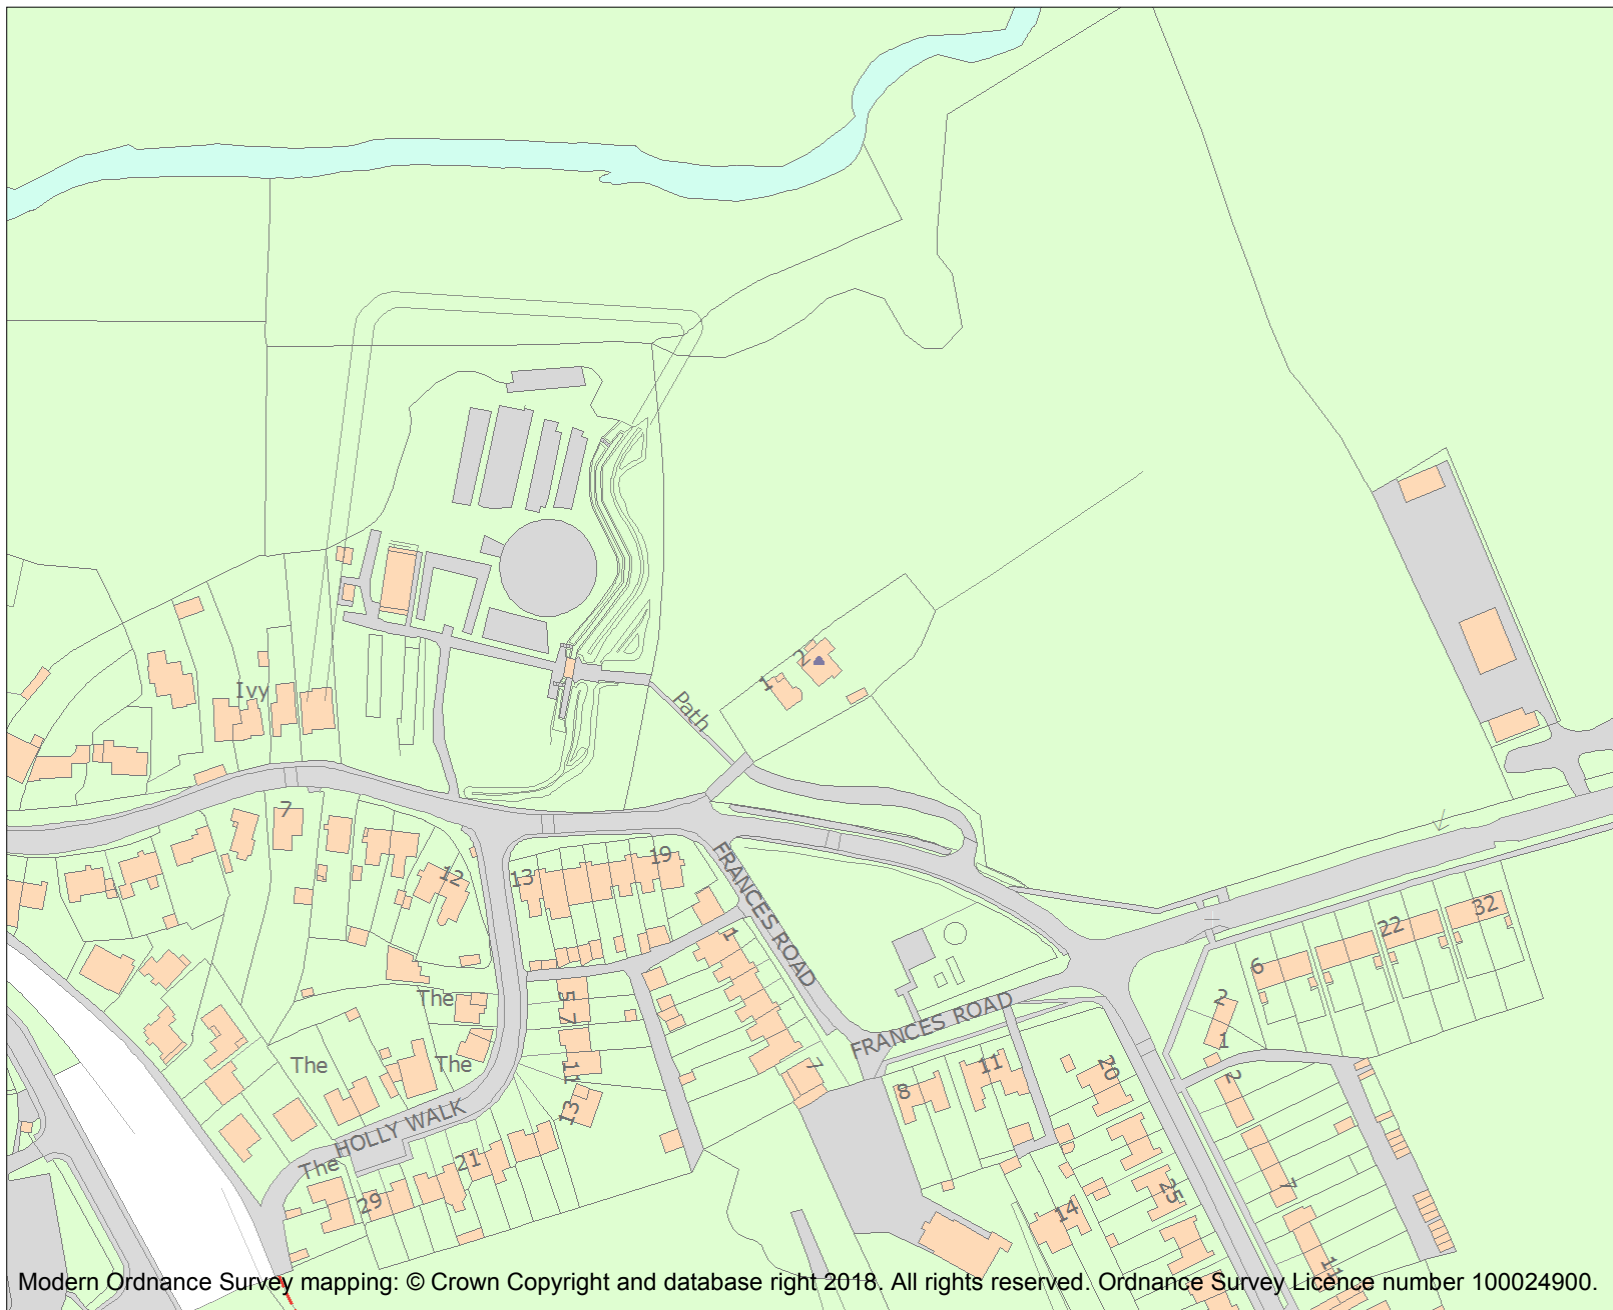 2
1
Path
Ivy
7
FRANCES ROAD
19
12
13
1
32
22
6
2
The
5
7
FRANCES ROAD
1
The
The
11
7
11
20
2
8
HOLLY WALK
13
The
21
29
25
7
14
11
Modern Ordnance Survey mapping: © Crown Copyright and database right 2018. All rights reserved. Ordnance Survey Licence number 100024900.